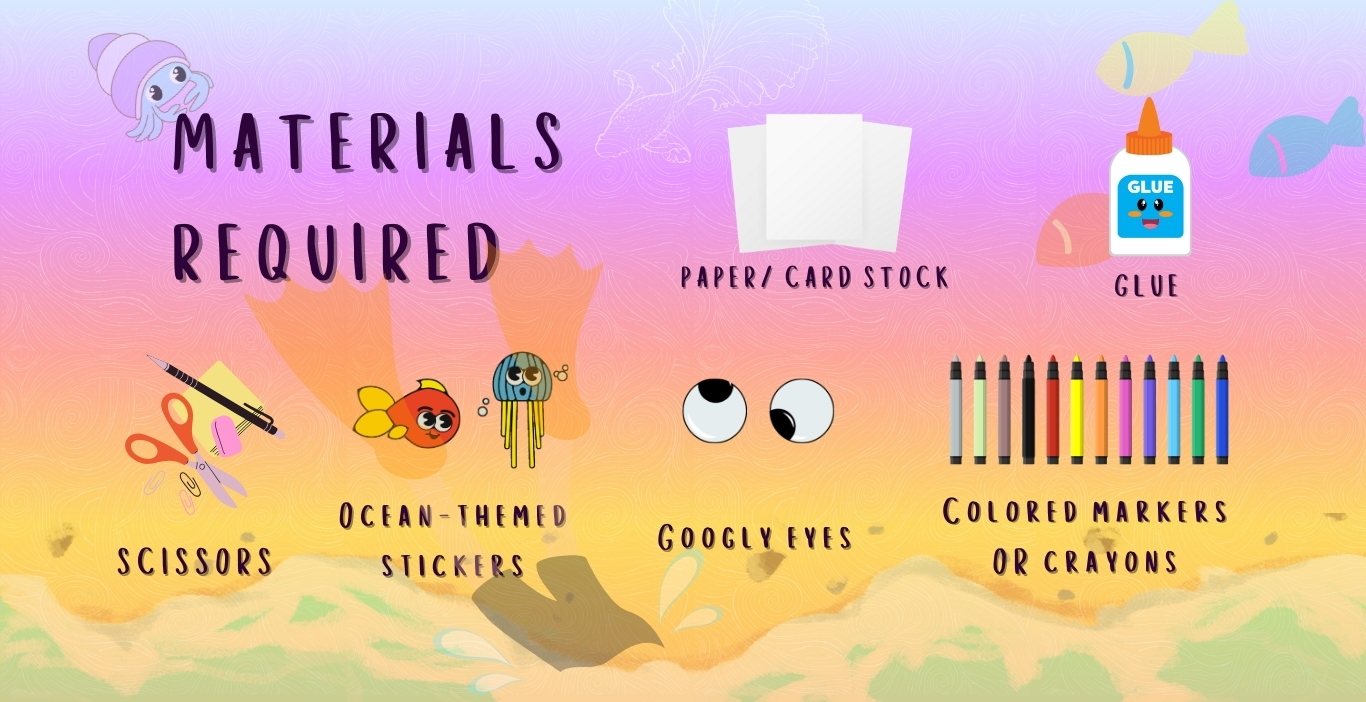 MATERIALS
REQUIRED
PAPER/ CARD STOCK
GLUE
GLUE
SCISSORS
OCEAN-THEMED
STICKERS
GOOGLY EYES
COLORED MARKERS
OR CRAYONS